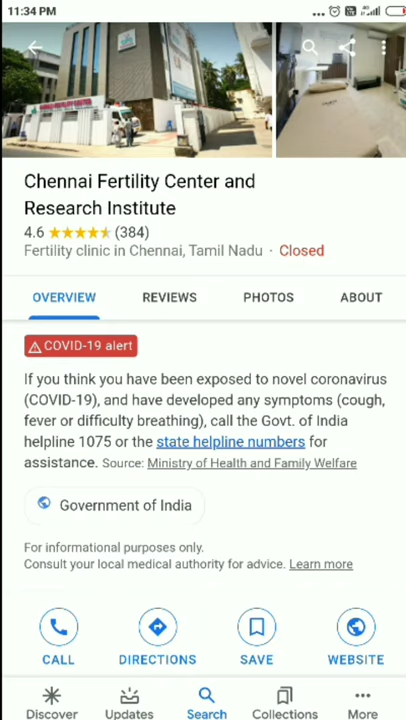 11:34 PM
Chennai Fertility Center and
Research Institute
4.6 (384)
Fertility clinic in Chennai, Tamil Nadu · Closed
OVERVIEW REVIEWS PHOTOS ABOUT
COVID-19 alert
If you think you have been exposed to novel coronavirus
(COVID-19), and have developed any symptoms (cough,
fever or difficulty breathing), call the Govt. of India
helpline 1075 or the state helpline numbers for
assistance. Source: Ministry of Health and Family Welfare
Government of India
For informational purposes only.
Consult your local medical authority for advice. Learn more
CALL DIRECTIONS SAVE WEBSITE
Discover Updates Search Collections More